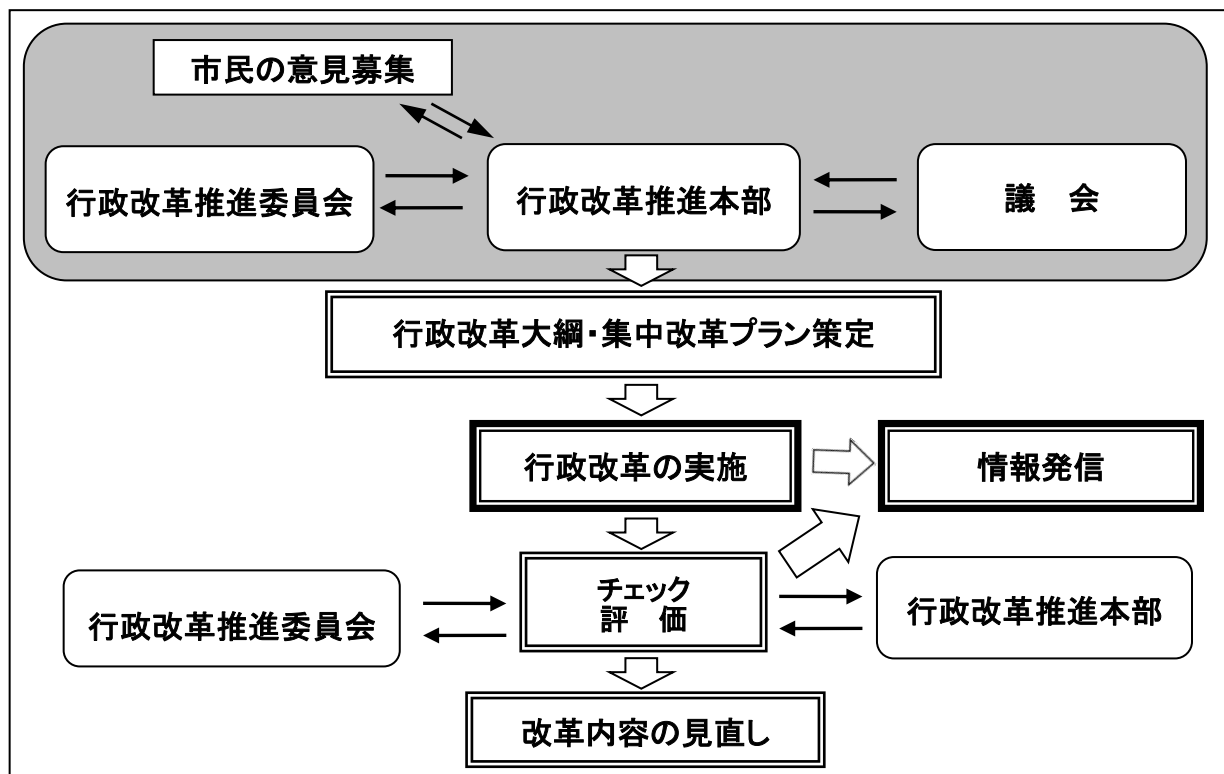 市民の意見募集
行政改革推進委員会
行政改革推進本部
議　会
行政改革大綱・集中改革プラン策定
行政改革の実施
情報発信
チェック
評　価
行政改革推進委員会
行政改革推進本部
改革内容の見直し